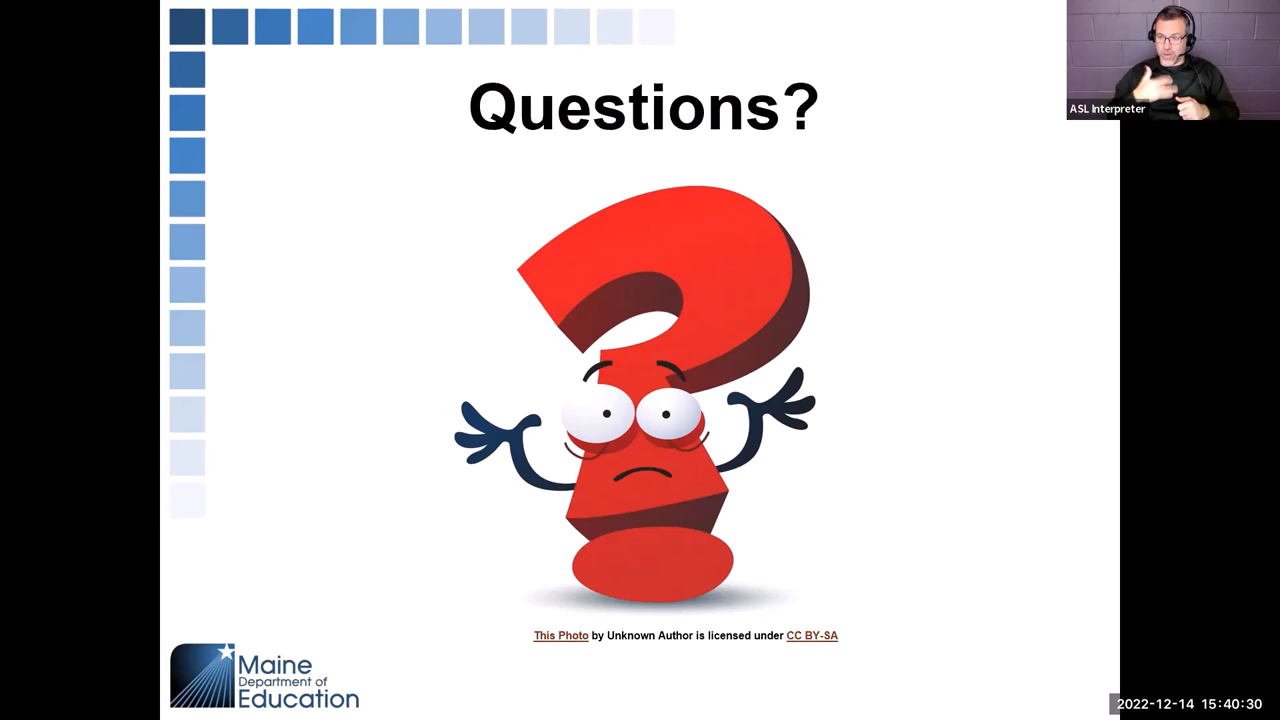 Questions?
ASL Interpreter
This Photo by Unknown Author is licensed under CC BY-SA
Maine
Department of
Education
2022-12-14 15:40:30